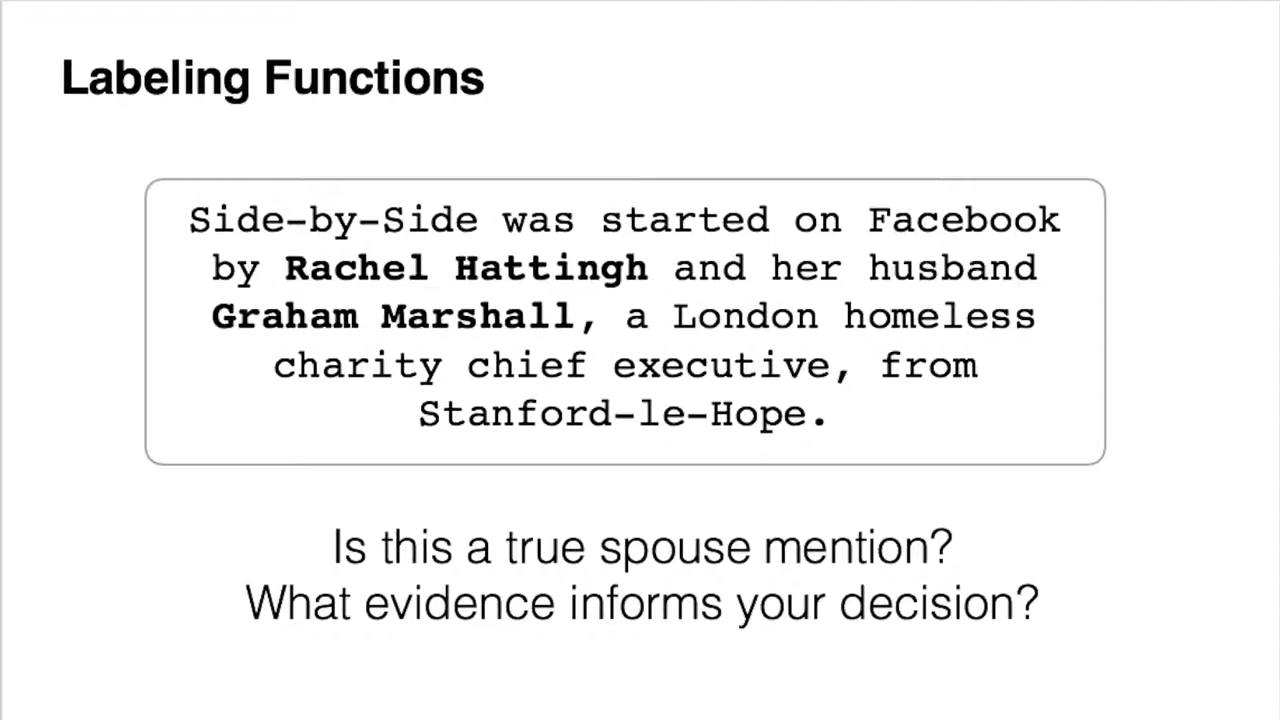 Labeling Functions
Side-by-Side was started on Facebook
by Rachel Hattingh and her husband
Graham Marshall, a London homeless
charity chief executive, from
Stanford-le-Hope.
Is this a true spouse mention?
What evidence informs your decision?